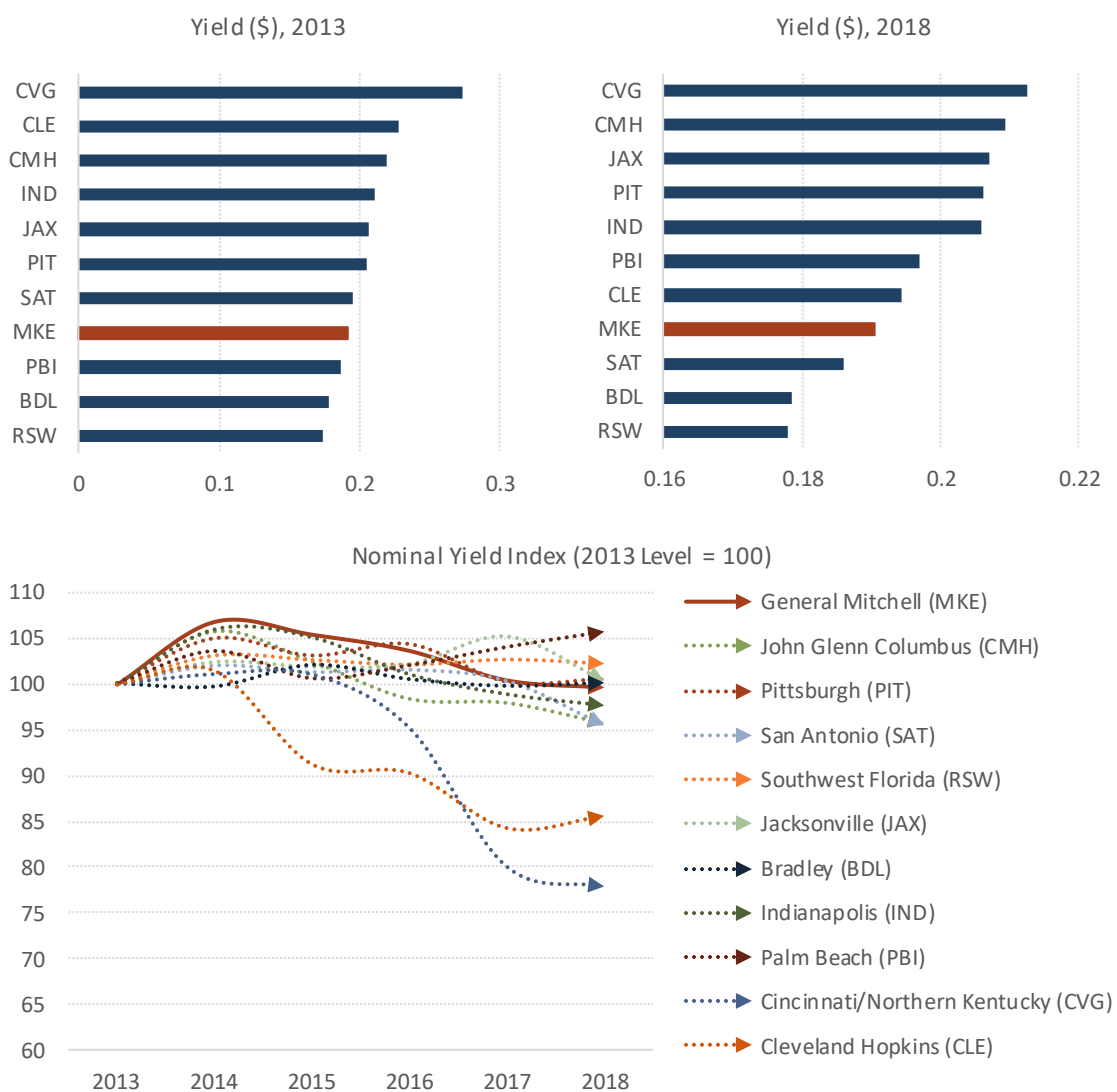 Yield ($), 2013
CVG
CLE
CMH
IND
JAX
PIT
SAT
MKE
PBI
BDL
RSW
0 0.1 0.2 0.3
Yield ($), 2018
CVG
CMH
JAX
PIT
IND
PBI
CLE
MKE
SAT
BDL
RSW
0.16 0.18 0.2 0.22
Nominal Yield Index (2013 Level = 100)
110
105
100
95
90
85
80
75
70
65
60
2013 2014 2015 2016 2017 2018
General Mitchell (MKE)
John Glenn Columbus (CMH)
Pittsburgh (PIT)
San Antonio (SAT)
Southwest Florida (RSW)
Jacksonville (JAX)
Bradley (BDL)
Indianapolis (IND)
Palm Beach (PBI)
Cincinnati/Northern Kentucky (CVG)
Cleveland Hopkins (CLE)